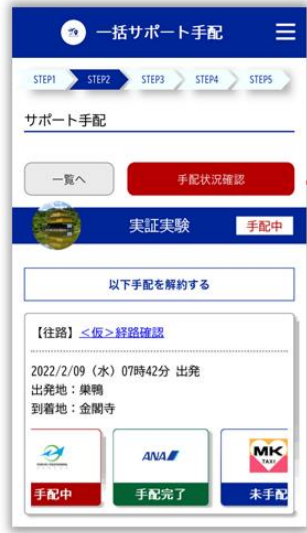 一括サポート手配
STEP1 STEP2 STEP3 STEP4 STEP5
サポート手配
一覧へ 手配状況確認
実証実験 手配中
以下手配を解約する
【往路】<仮>経路確認
2022/2/09（水）07時42分 出発
出発地：巣鴨
到着地：金閣寺
ANA MK
TAXI
手配中 手配完了 未手配